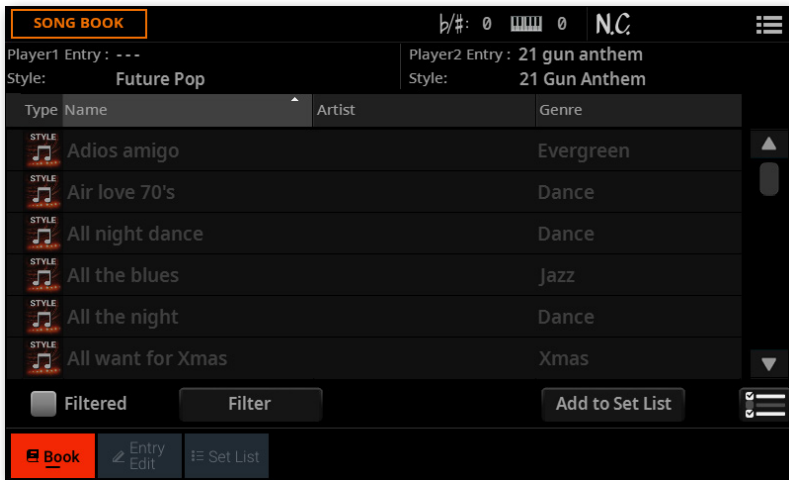 SONG BOOK
b/#: 0 0 N.C.
Player1 Entry : ---
Player2 Entry : 21 gun anthem
Style: Future Pop
Style: 21 Gun Anthem
Type Name Artist Genre
STYLE Adios amigo Evergreen
STYLE Air love 70's Dance
STYLE All night dance Dance
STYLE All the blues Jazz
STYLE All the night Dance
STYLE All want for Xmas Xmas
Filtered Filter Add to Set List
Book Entry Edit Set List